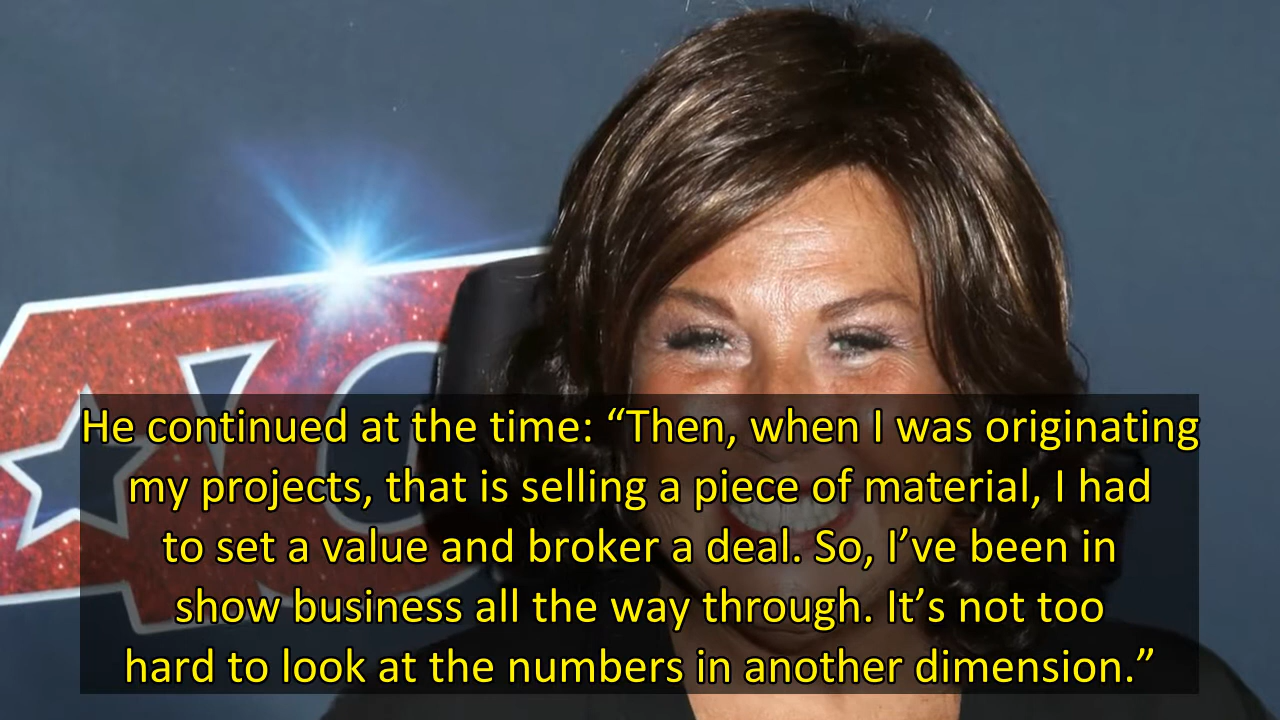 He continued at the time: “Then, when I was originating
my projects, that is selling a piece of material, I had
to set a value and broker a deal. So, I’ve been in
show business all the way through. It’s not too
hard to look at the numbers in another dimension.”